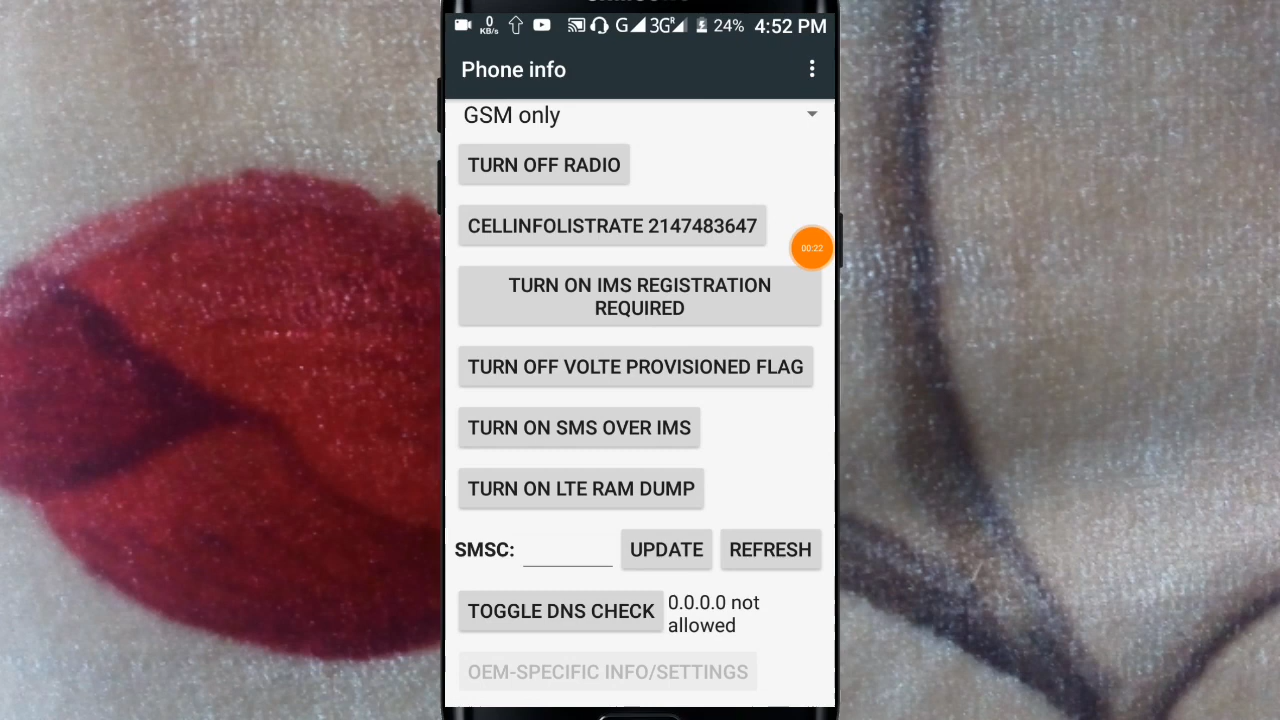 0
KB/s
G 3G R 24% 4:52 PM
Phone info
GSM only
TURN OFF RADIO
CELLINFOLISTRATE 2147483647
00:22
TURN ON IMS REGISTRATION
REQUIRED
TURN OFF VOLTE PROVISIONED FLAG
TURN ON SMS OVER IMS
TURN ON LTE RAM DUMP
SMSC: UPDATE REFRESH
TOGGLE DNS CHECK 0.0.0.0 not
allowed
OEM-SPECIFIC INFO/SETTINGS